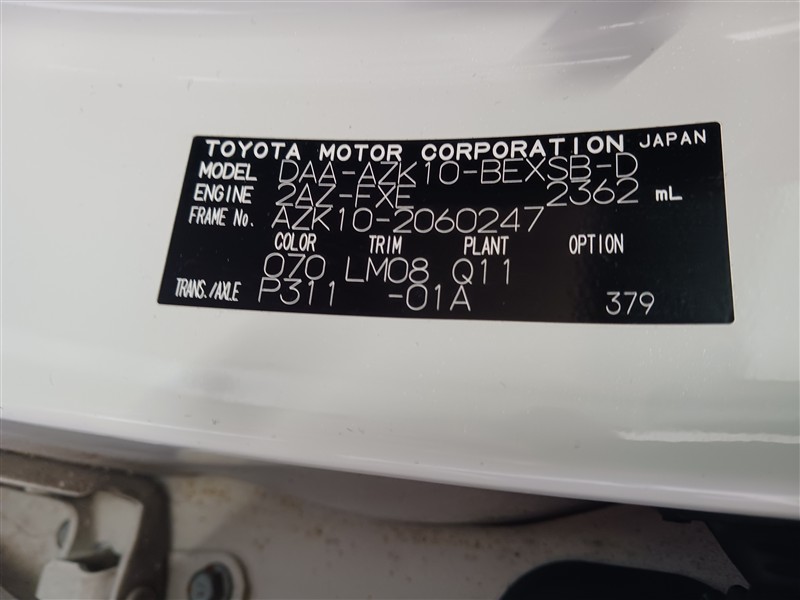 TOYOTA MOTOR CORPORATION JAPAN
MODEL DAA-AZK10-BEXSB-D
ENGINE 2AZ-FXE 2362 mL
FRAME No. AZK10-2060247
COLOR TRIM PLANT OPTION
070 LM08 Q11
TRANS./AXLE P311 -01A 379